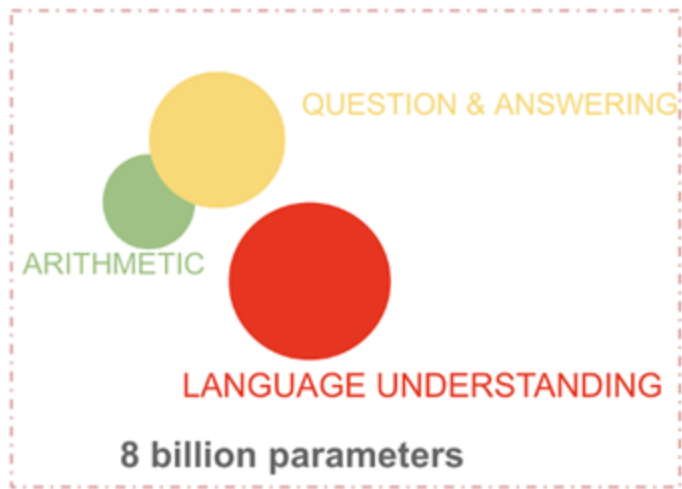 QUESTION & ANSWERING
ARITHMETIC
LANGUAGE UNDERSTANDING
8 billion parameters